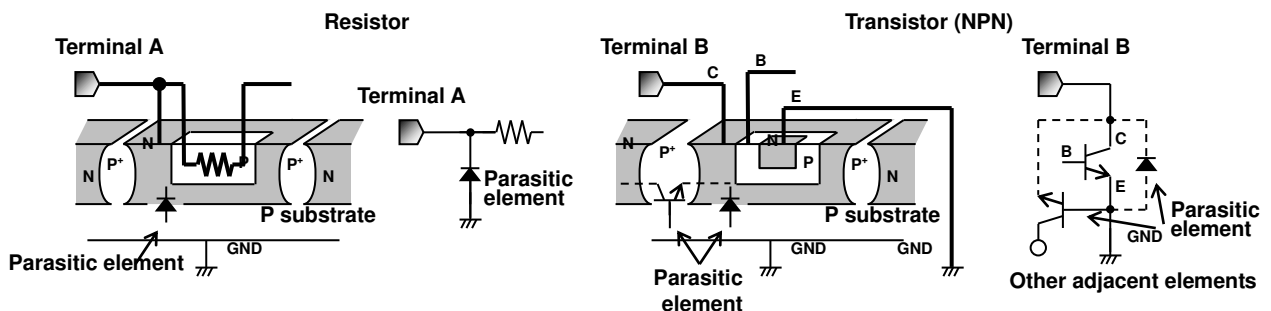 Resistor
Transistor (NPN)
Terminal A
N
P
P+
P+
N
N
P substrate
GND
Parasitic element
Terminal A
Parasitic
element
Terminal B
C
B
E
N
P+
N
N
P
P+
N
P substrate
GND
GND
Parasitic
element
Terminal B
C
B
E
Parasitic
element
GND
Other adjacent elements